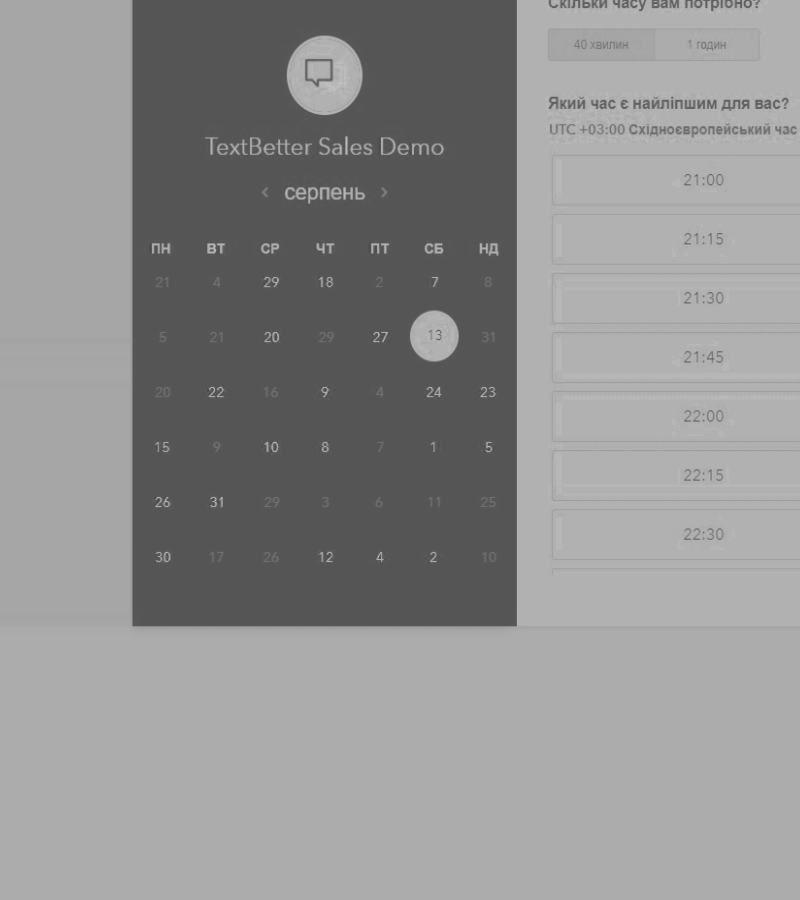 TextBetter Sales Demo
‹ серпень ›
ПН ВТ СР ЧТ ПТ СБ НД
21 4 29 18 2 7 8
5 21 20 29 27 13 31
20 22 16 9 4 24 23
15 9 10 8 7 1 5
26 31 29 3 6 11 25
30 17 26 12 4 2 10
Скільки часу вам потрібно?
40 хвилин 1 годин
Який час є найліпшим для вас?
UTC +03:00 Східноєвропейський час
21:00
21:15
21:30
21:45
22:00
22:15
22:30